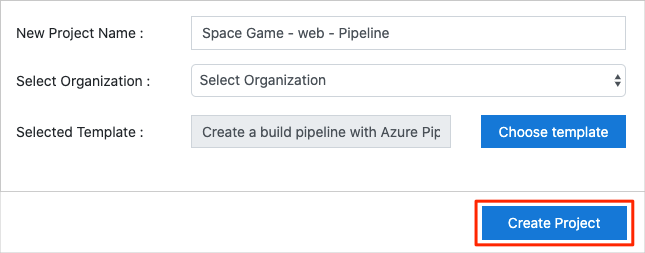 New Project Name :
Space Game - web - Pipeline
Select Organization :
Select Organization
Selected Template :
Create a build pipeline with Azure Pip
Choose template
Create Project